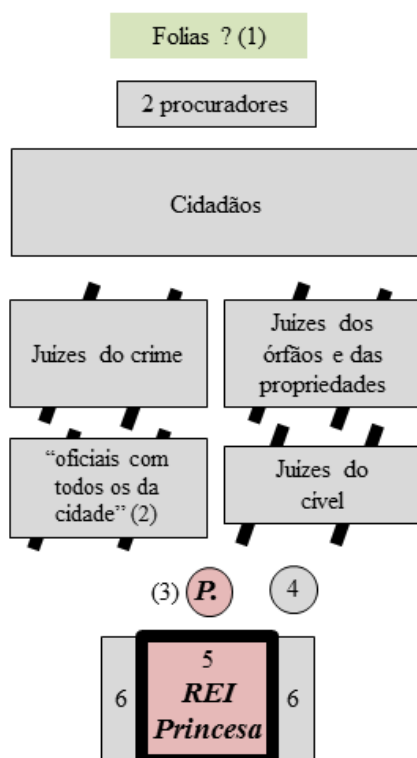 Folias ? (1)
2 procuradores
Cidadãos
Juízes do crime
Juízes dos
órfãos e das
propriedades
“oficiais com
todos os da
cidade” (2)
Juízes do
cível
(3) P. 4
5
6 REI 6
Princesa